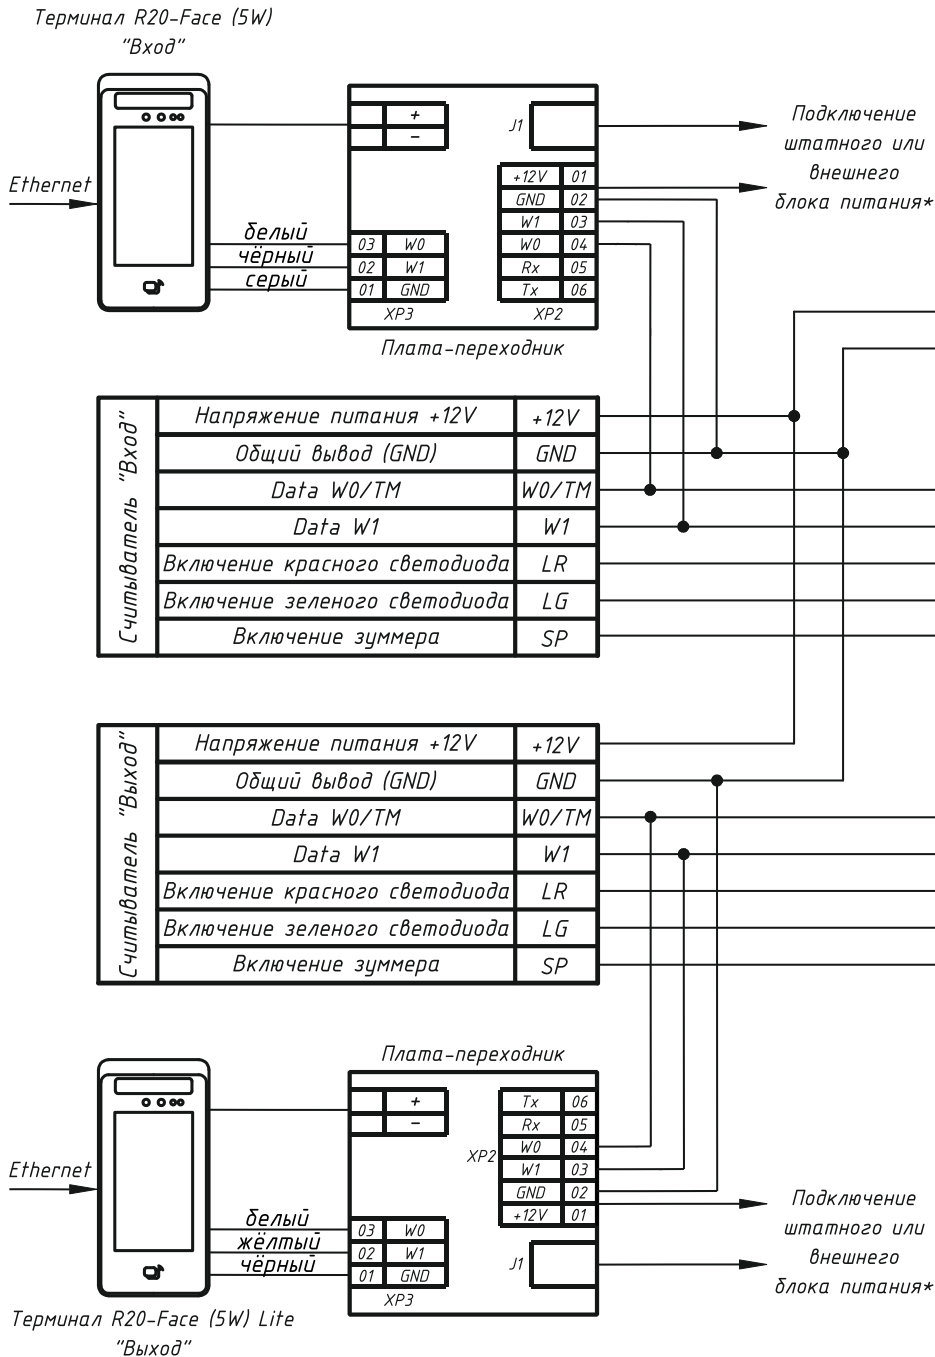 Терминал R20-Face (5W)
"Вход"
Ethernet
белый
чёрный
серый
+
-
03 W0
02 W1
01 GND
XP3
J1
+12V 01
GND 02
W1 03
W0 04
Rx 05
Tx 06
XP2
Плата-переходник
Подключение
штатного или
внешнего
блока питания*
Считыватель "Вход"
Напряжение питания +12V +12V
Общий вывод (GND) GND
Data W0/TM W0/TM
Data W1 W1
Включение красного светодиода LR
Включение зеленого светодиода LG
Включение зуммера SP
Считыватель "Выход"
Напряжение питания +12V +12V
Общий вывод (GND) GND
Data W0/TM W0/TM
Data W1 W1
Включение красного светодиода LR
Включение зеленого светодиода LG
Включение зуммера SP
Плата-переходник
Ethernet
белый
жёлтый
чёрный
+
-
03 W0
02 W1
01 GND
XP3
XP2
Tx 06
Rx 05
W0 04
W1 03
GND 02
+12V 01
J1
Подключение
штатного или
внешнего
блока питания*
Терминал R20-Face (5W) Lite
"Выход"